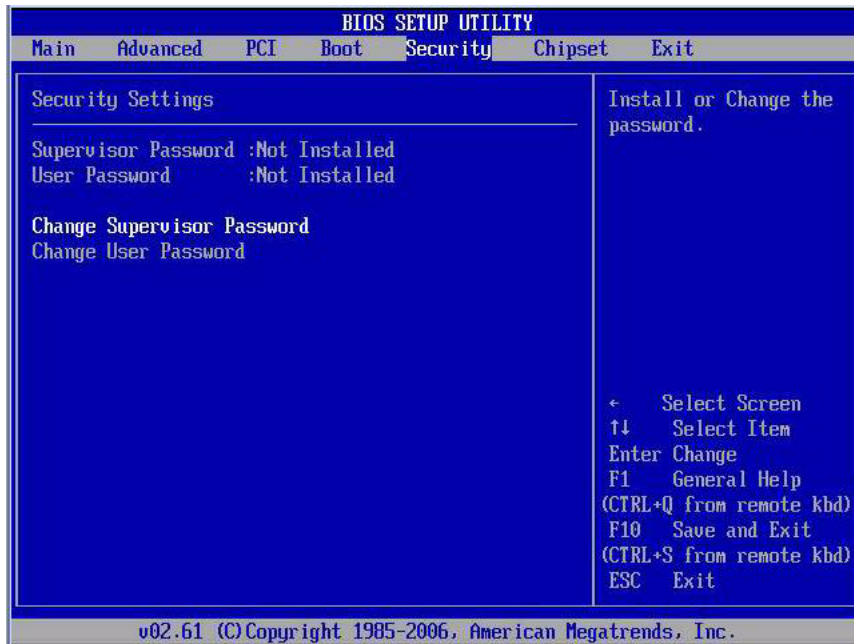 BIOS SETUP UTILITY
Main Advanced PCI Boot Security Chipset Exit
Security Settings
Supervisor Password :Not Installed
User Password :Not Installed
Change Supervisor Password
Change User Password
Install or Change the
password.
← Select Screen
↑↓ Select Item
Enter Change
F1 General Help
(CTRL+Q from remote kbd)
F10 Save and Exit
(CTRL+S from remote kbd)
ESC Exit
v02.61 (C)Copyright 1985-2006, American Megatrends, Inc.